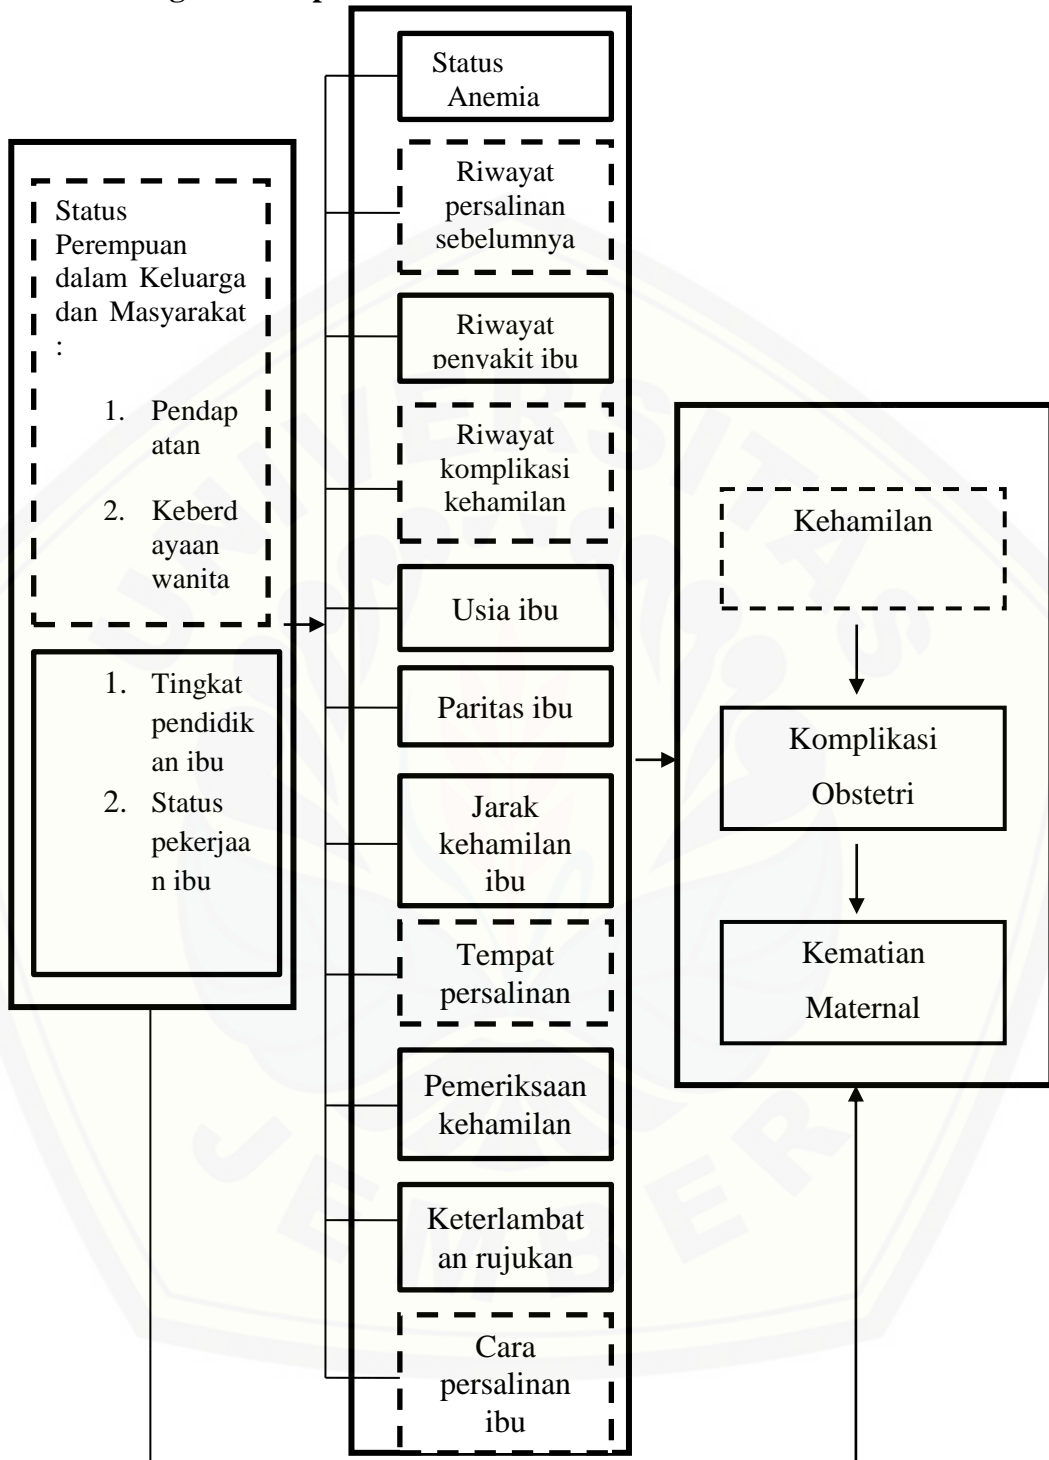 Status
Perempuan
dalam Keluarga
dan Masyarakat
:
1. Pendap
atan
2. Keberd
ayaan
wanita
1. Tingkat
pendidik
an ibu
2. Status
pekerjaa
n ibu
Status
Anemia
Riwayat
persalinan
sebelumnya
Riwayat
penyakit ibu
Riwayat
komplikasi
kehamilan
Usia ibu
Paritas ibu
Jarak
kehamilan
ibu
Tempat
persalinan
Pemeriksaan
kehamilan
Keterlambat
an rujukan
Cara
persalinan
ibu
Kehamilan
Komplikasi
Obstetri
Kematian
Maternal
UNIVERSITAS
JEMBER